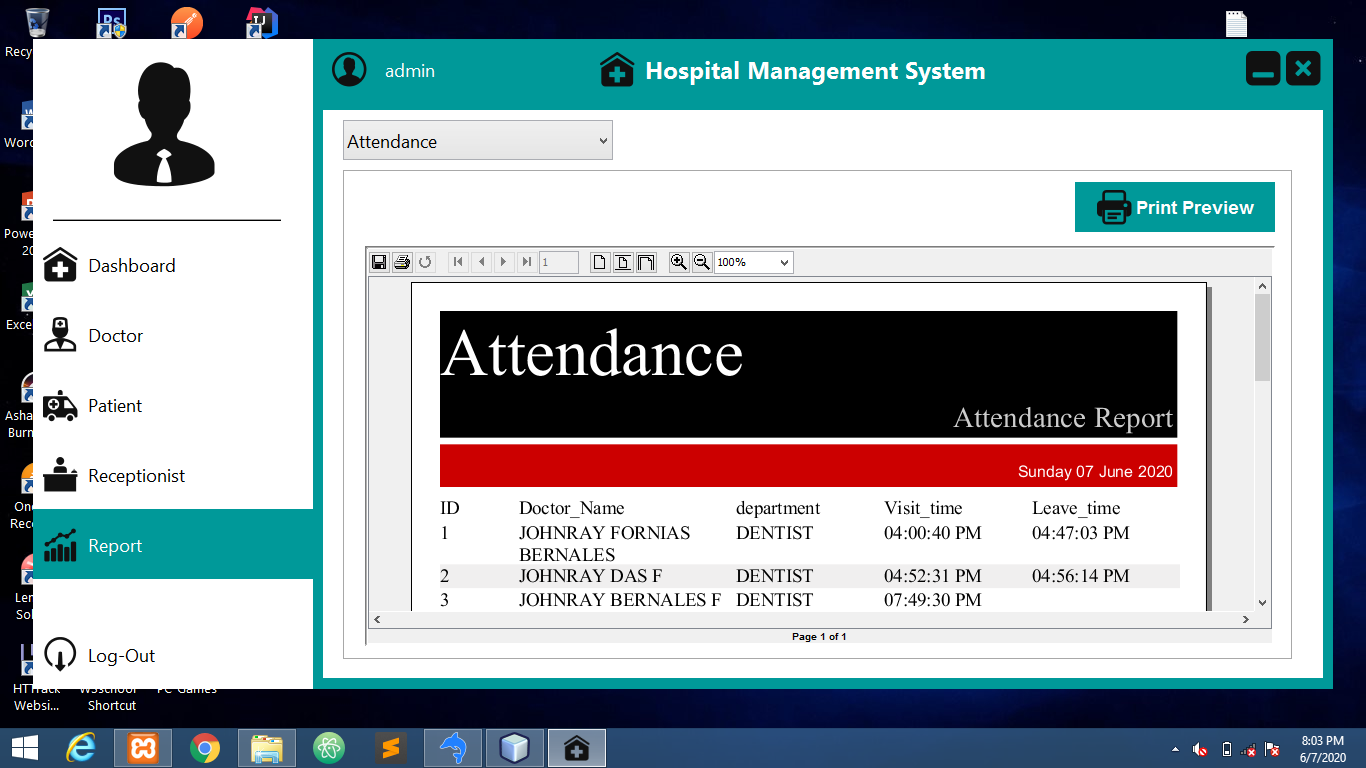 Recy
Word
Powe
20
Exce
Asha
Burn
One
Rece
Len
Sol
HTTrack
Websi...
W3school
Shortcut
PC Games
admin
Hospital Management System
Dashboard
Doctor
Patient
Receptionist
Report
Log-Out
Attendance
Print Preview
1
100%
Attendance
Attendance Report
Sunday 07 June 2020
ID Doctor_Name department Visit_time Leave_time
1 JOHNRAY FORNIAS DENTIST 04:00:40 PM 04:47:03 PM
BERNALES
2 JOHNRAY DAS F DENTIST 04:52:31 PM 04:56:14 PM
3 JOHNRAY BERNALES F DENTIST 07:49:30 PM
Page 1 of 1
8:03 PM
6/7/2020